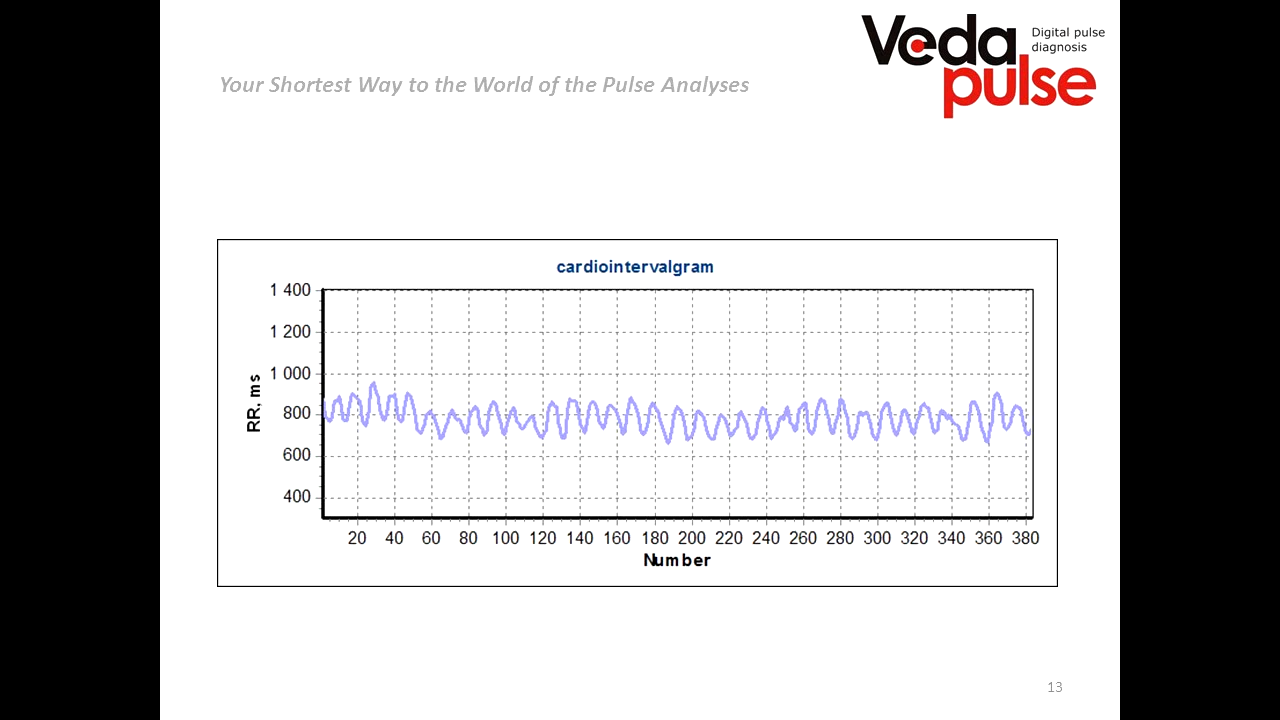 Veda
pulse
Digital pulse
diagnosis
Your Shortest Way to the World of the Pulse Analyses
cardiointervalgram
1 400
1 200
1 000
800
600
400
RR, ms
20 40 60 80 100 120 140 160 180 200 220 240 260 280 300 320 340 360 380
Number
13